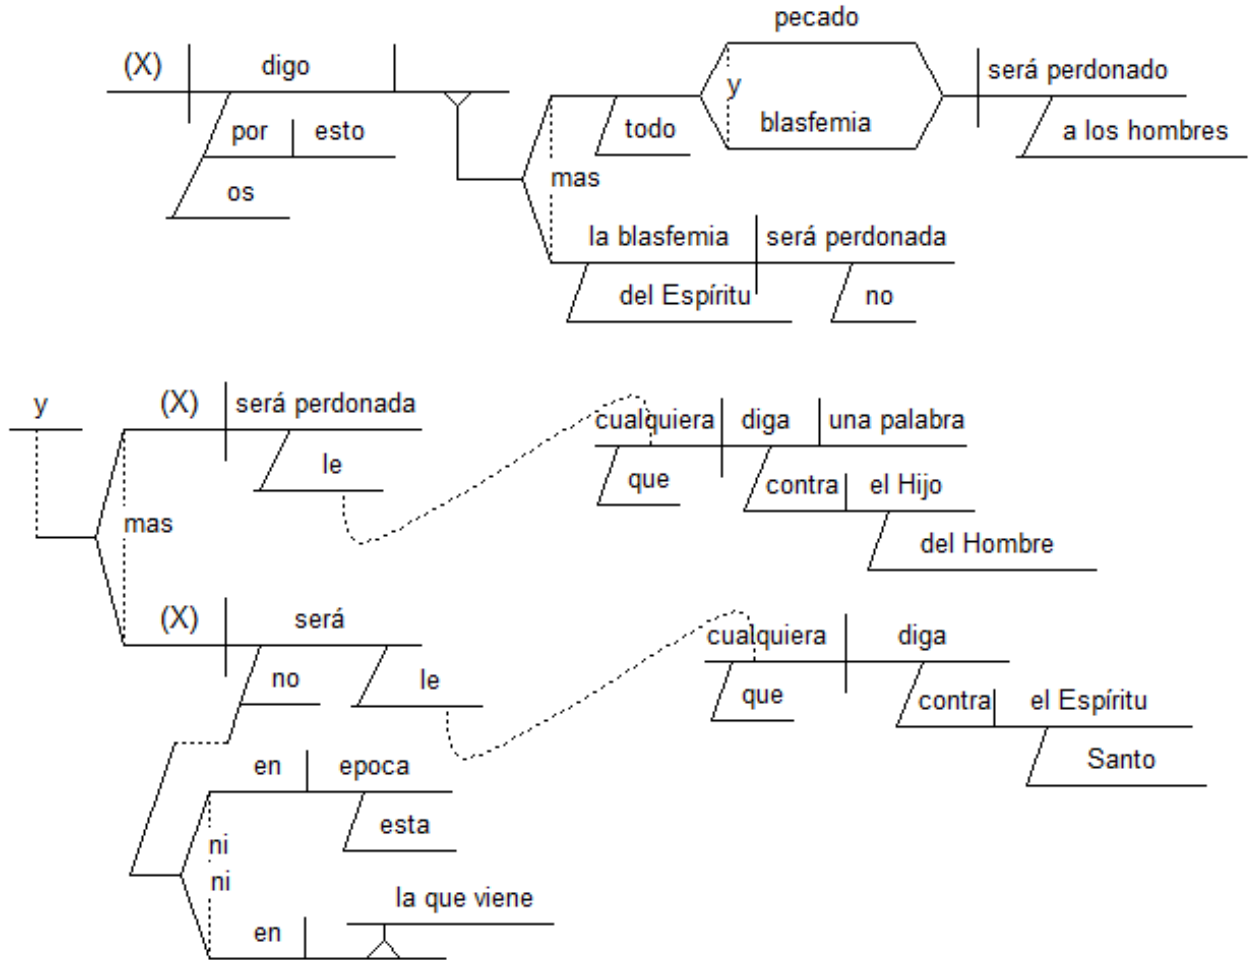 pecado
(X) digo
y
será perdonado
por esto
todo
blasfemia
a los hombres
os
mas
la blasfemia será perdonada
del Espíritu
no
y
(X) será perdonada
cualquiera diga una palabra
le
que
contra el Hijo
mas
del Hombre
(X) será
cualquiera diga
no
le
que
contra el Espíritu
Santo
en epoca
esta
ni
ni
la que viene
en